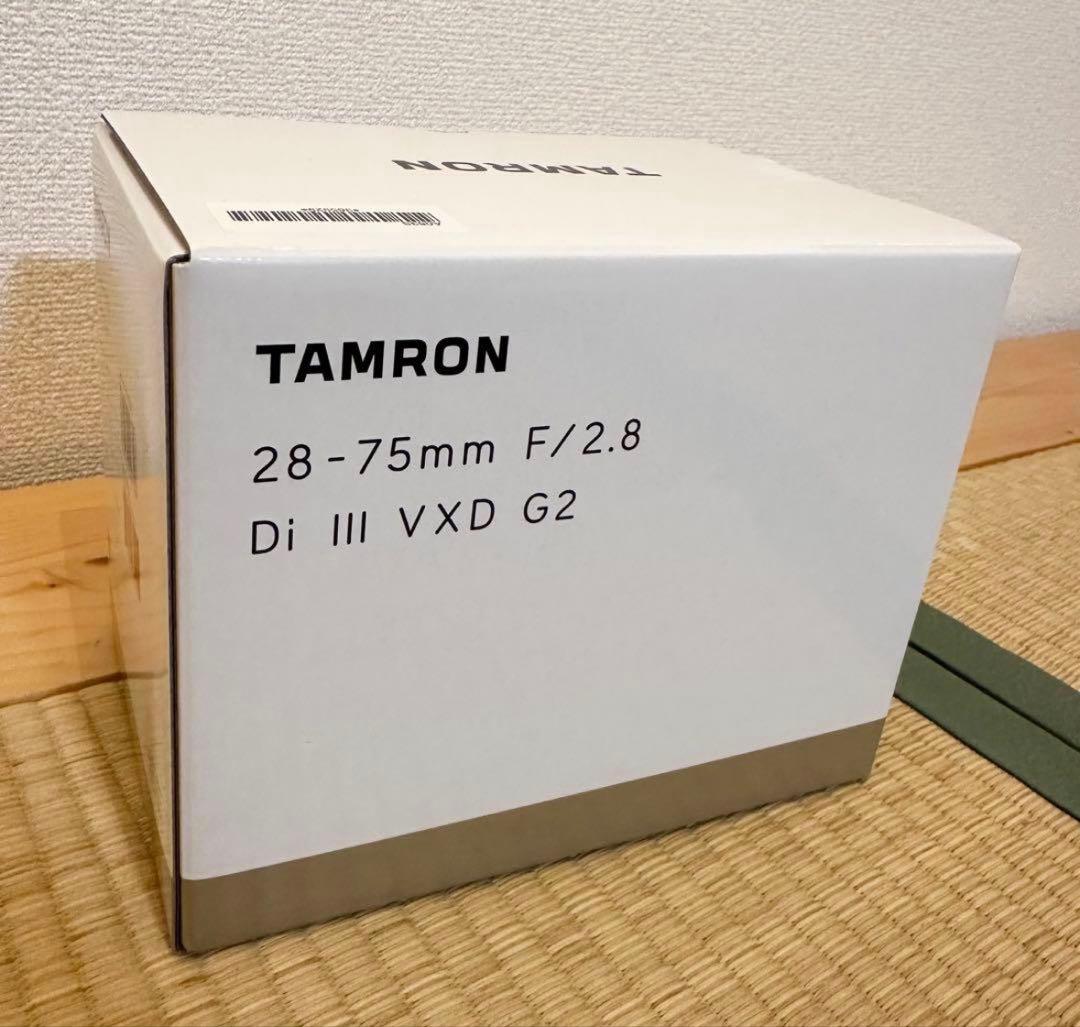 TAMRON
TAMRON
28-75mm F/2.8
Di III VXD G2